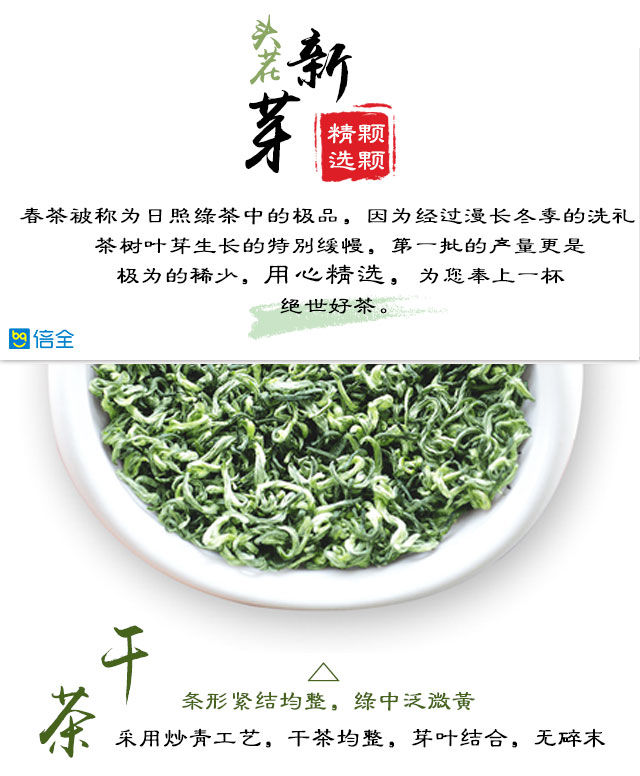 头茬
新芽
颗颗
精选
春茶被称为日照绿茶中的极品，因为经过漫长冬季的洗礼
茶树叶芽生长的特别缓慢，第一批的产量更是
极为的稀少，用心精选，为您奉上一杯
绝世好茶。
bq 倍全
干茶
条形紧结均整，绿中泛微黄
采用炒青工艺，干茶均整，芽叶结合，无碎末